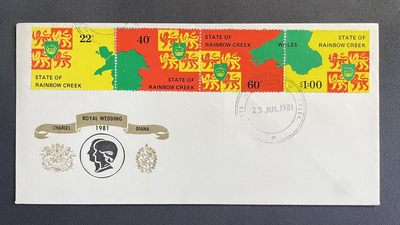 22c
STATE OF
RAINBOW CREEK
40c
STATE OF
RAINBOW CREEK
WALES
60c
STATE OF
RAINBOW CREEK
$1·00
23 JUL 1981
ROYAL WEDDING
CHARLES 1981 DIANA